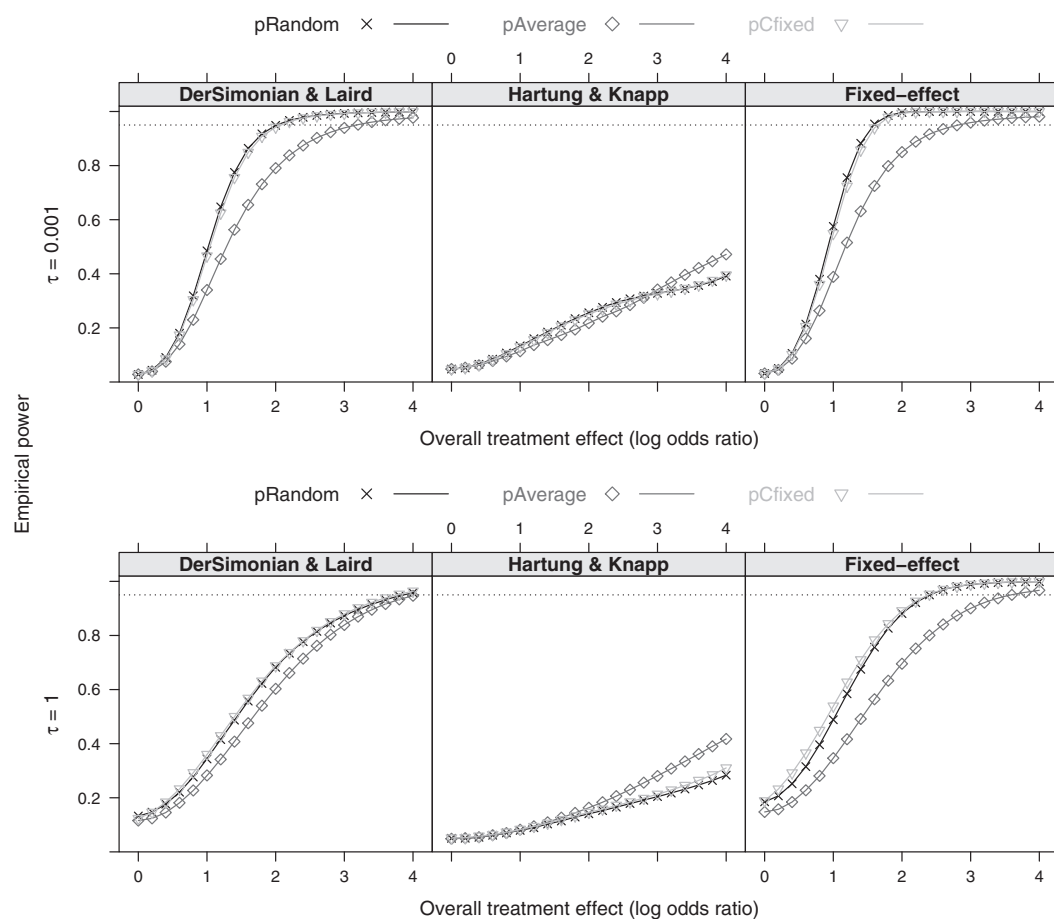 pRandom pAverage pCfixed
0 1 2 3 4
DerSimonian & Laird Hartung & Knapp Fixed−effect
0.8
0.6
0.4
0.2
τ = 0.001
0 1 2 3 4 0 1 2 3 4
Overall treatment effect (log odds ratio)
Empirical power
pRandom pAverage pCfixed
0 1 2 3 4
DerSimonian & Laird Hartung & Knapp Fixed−effect
0.8
0.6
0.4
0.2
τ = 1
0 1 2 3 4 0 1 2 3 4
Overall treatment effect (log odds ratio)